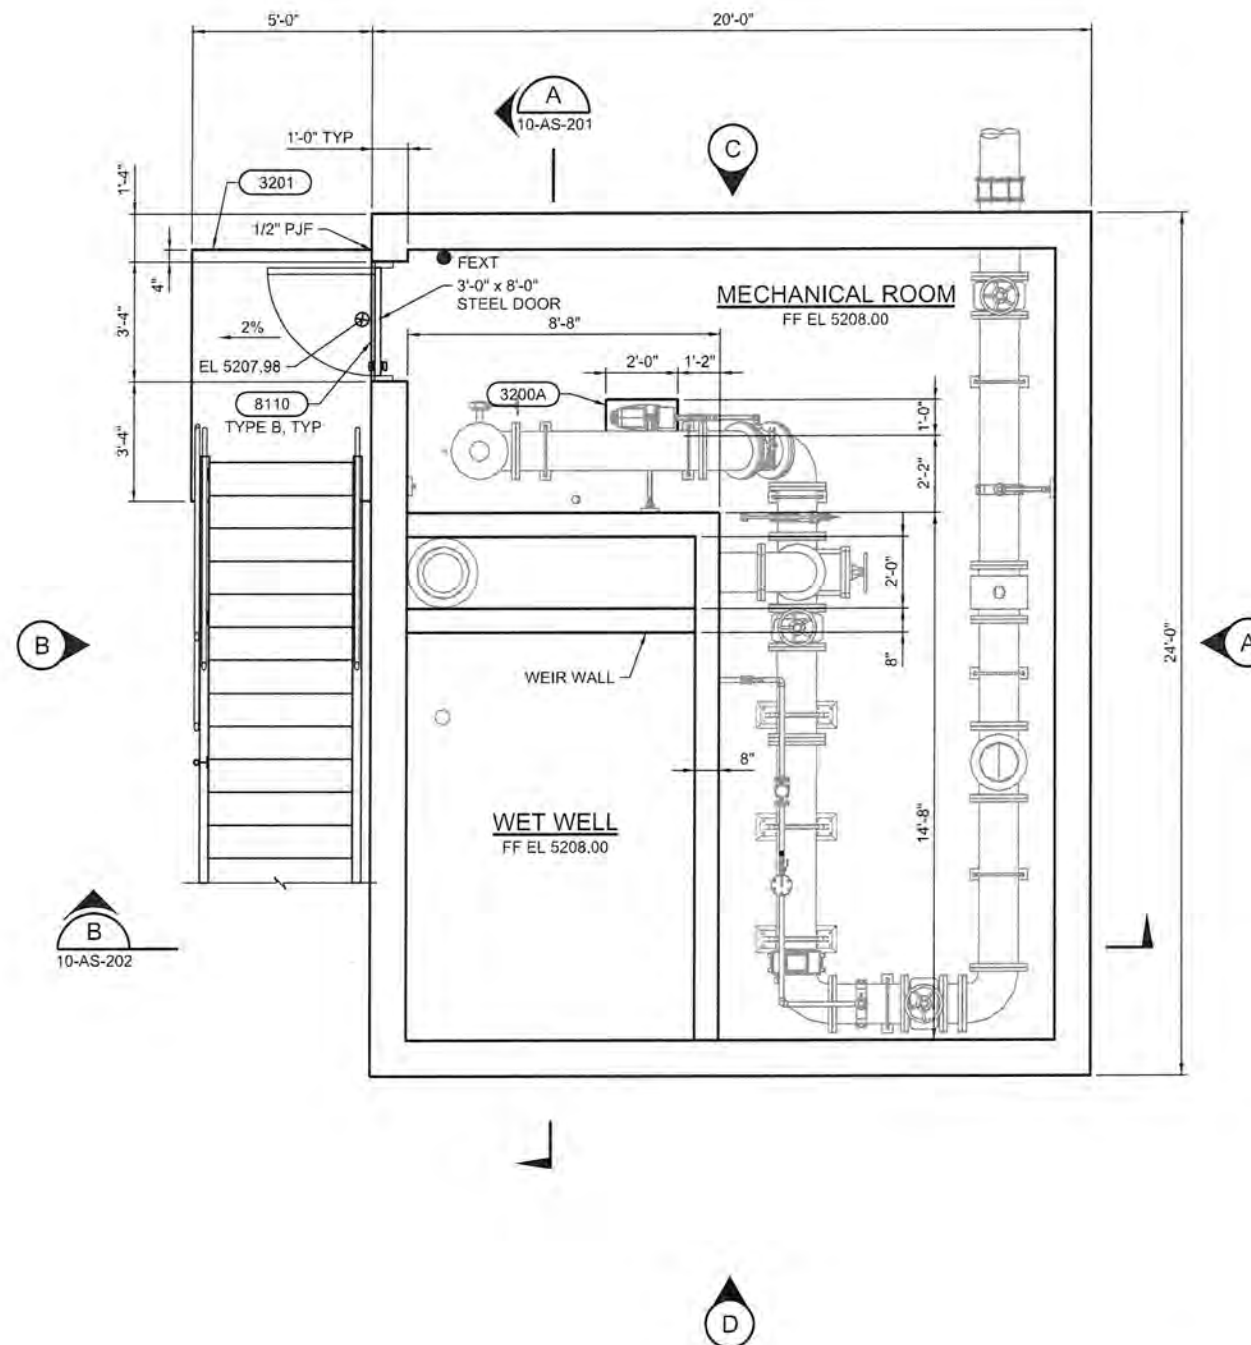 5'-0"
20'-0"
A
10-AS-201
1'-0" TYP
C
1'-4"
3201
1/2" PJF
FEXT
3'-0" x 8'-0"
STEEL DOOR
4"
MECHANICAL ROOM
FF EL 5208.00
8'-8"
3'-4"
2%
EL 5207.98
2'-0"
1'-2"
3200A
8110
TYPE B, TYP
1'-0"
3'-4"
2'-2"
2'-0"
B
A
24'-0"
WEIR WALL
8"
8"
WET WELL
FF EL 5208.00
14'-8"
B
10-AS-202
D